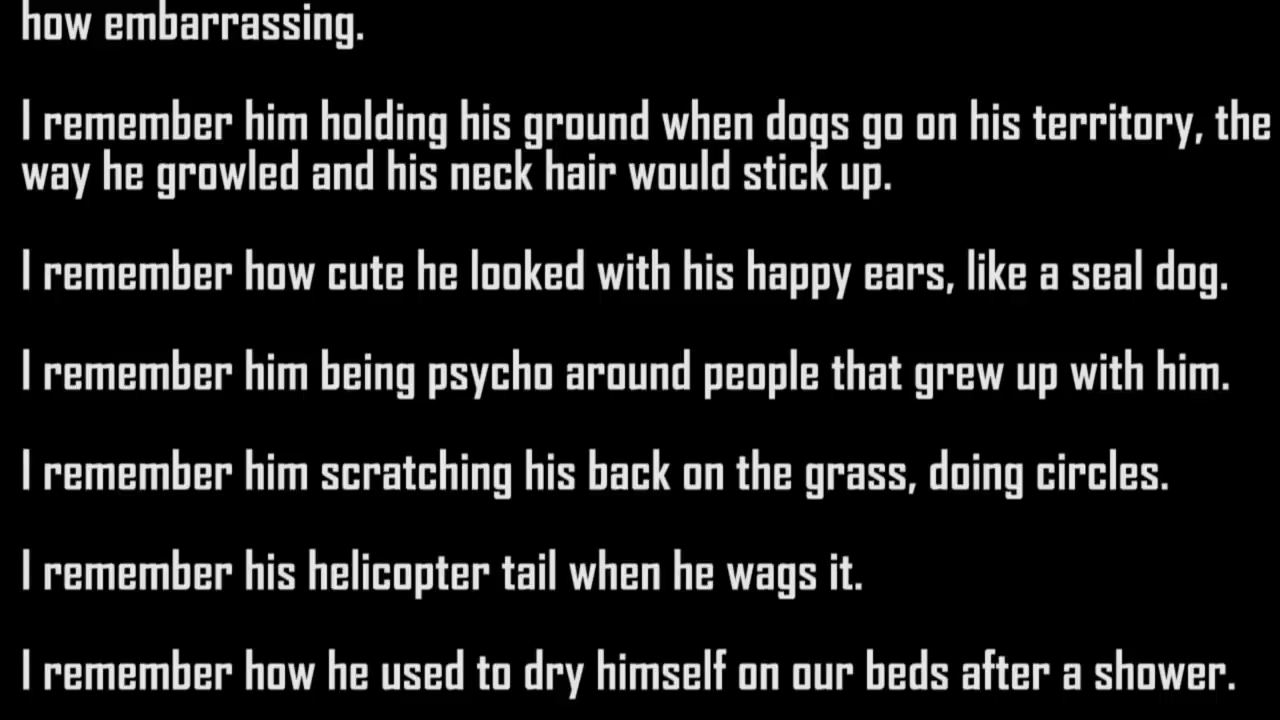 how embarrassing.
I remember him holding his ground when dogs go on his territory, the
way he growled and his neck hair would stick up.
I remember how cute he looked with his happy ears, like a seal dog.
I remember him being psycho around people that grew up with him.
I remember him scratching his back on the grass, doing circles.
I remember his helicopter tail when he wags it.
I remember how he used to dry himself on our beds after a shower.